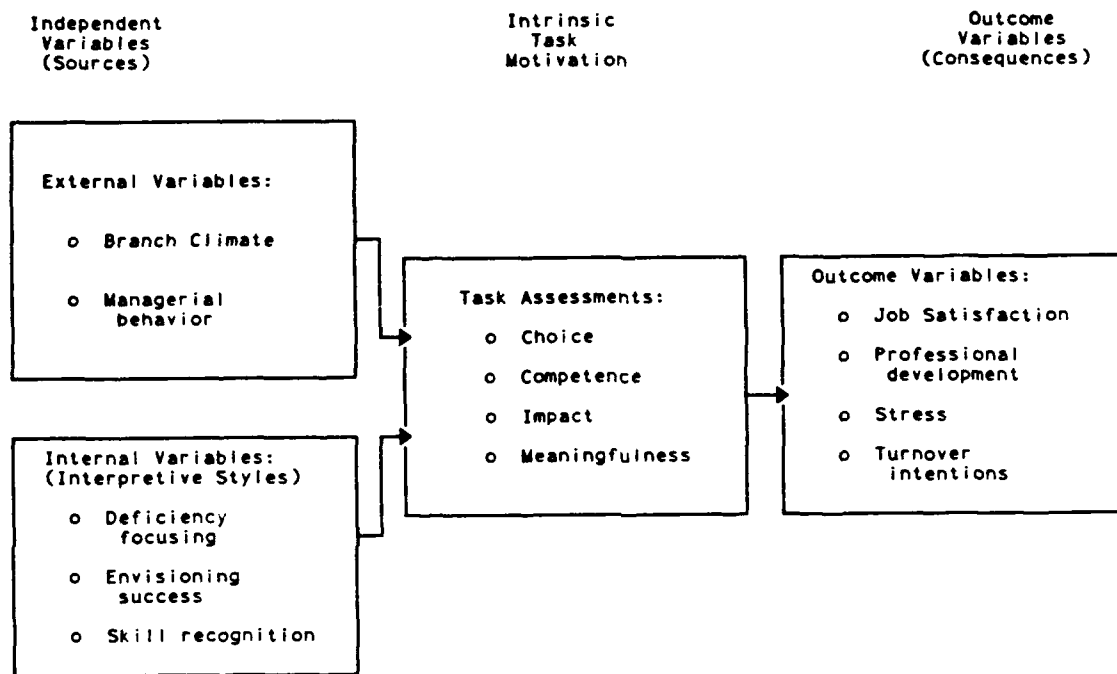 Independent
Variables
(Sources)
Intrinsic
Task
Motivation
Outcome
Variables
(Consequences)
External Variables:
o Branch Climate
o Managerial
behavior
Internal Variables:
(Interpretive Styles)
o Deficiency
focusing
o Envisioning
success
o Skill recognition
Task Assessments:
o Choice
o Competence
o Impact
o Meaningfulness
Outcome Variables:
o Job Satisfaction
o Professional
development
o Stress
o Turnover
intentions